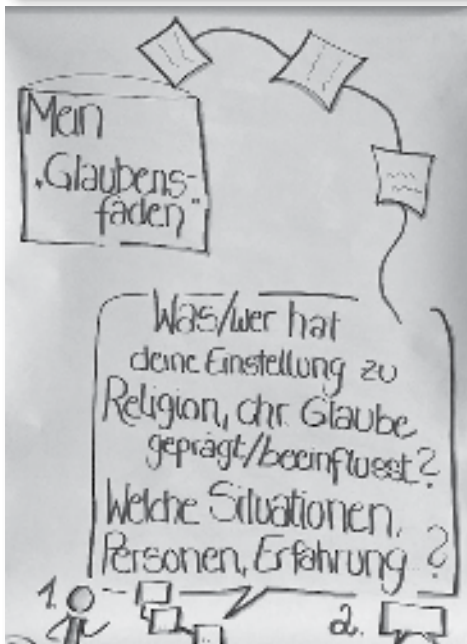 Mein
„Glaubens-
faden“
Was/wer hat
deine Einstellung zu
Religion, chr. Glaube
geprägt/beeinflusst?
Welche Situationen,
Personen, Erfahrung?
1.
2.